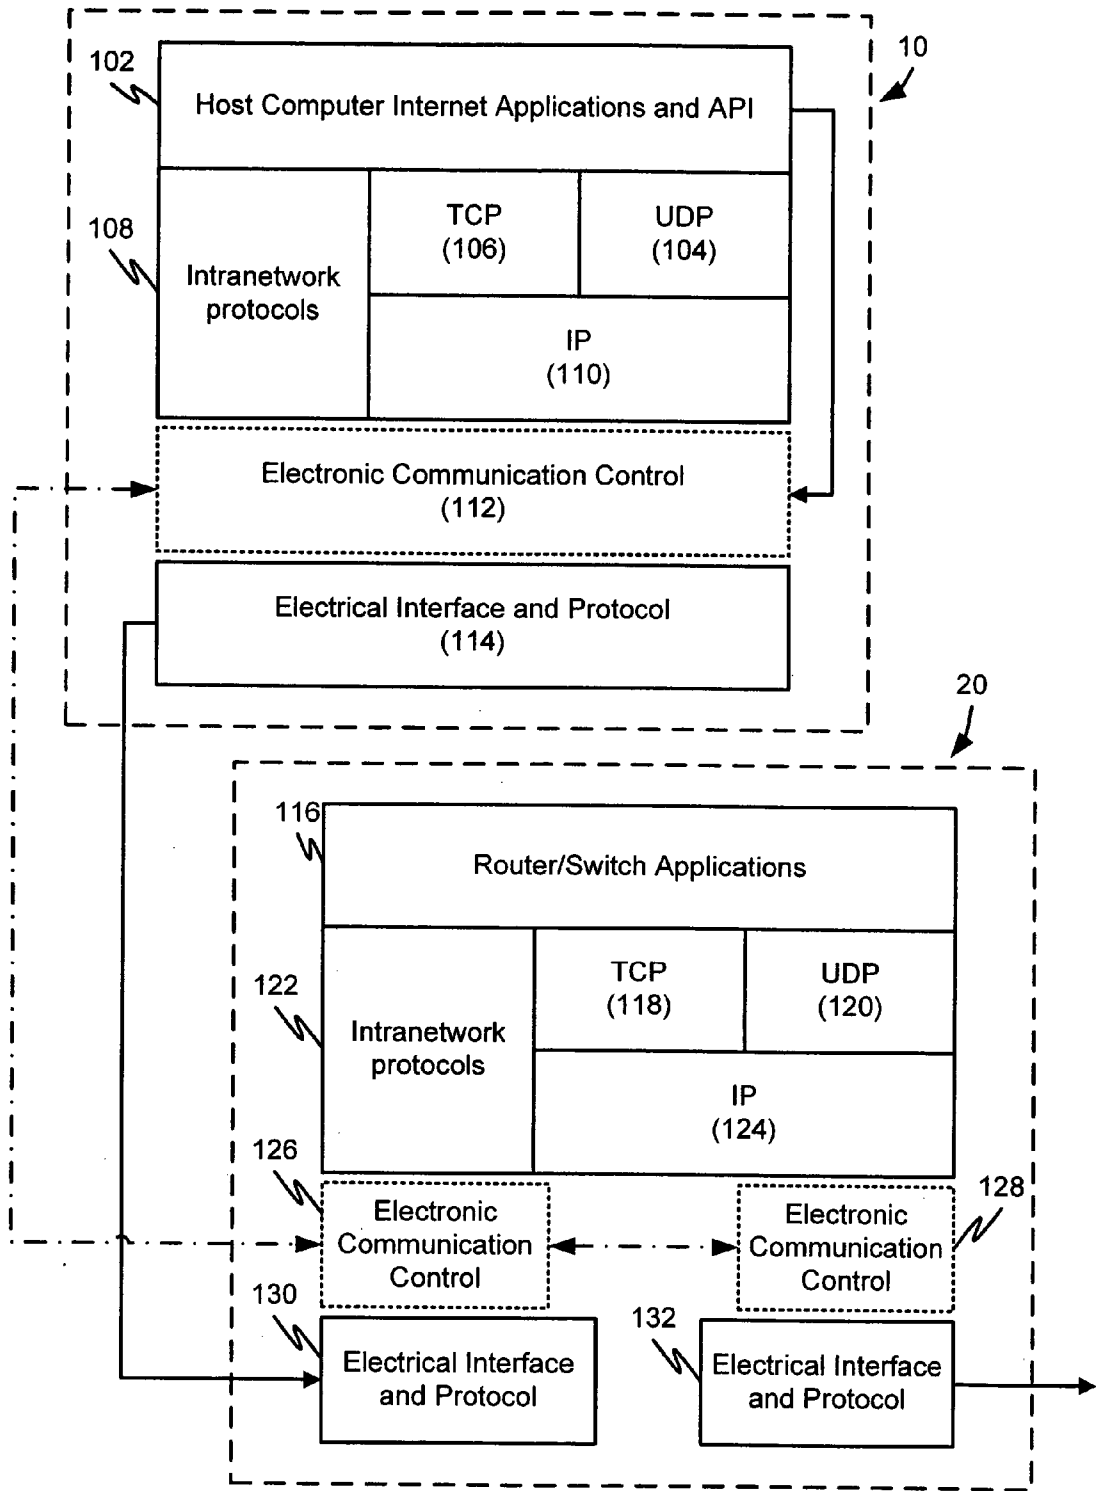 10
102
Host Computer Internet Applications and API
TCP
(106)
UDP
(104)
108
Intranetwork
protocols
IP
(110)
Electronic Communication Control
(112)
Electrical Interface and Protocol
(114)
20
116
Router/Switch Applications
TCP
(118)
UDP
(120)
122
Intranetwork
protocols
IP
(124)
126
Electronic
Communication
Control
128
Electronic
Communication
Control
130
Electrical Interface
and Protocol
132
Electrical Interface
and Protocol